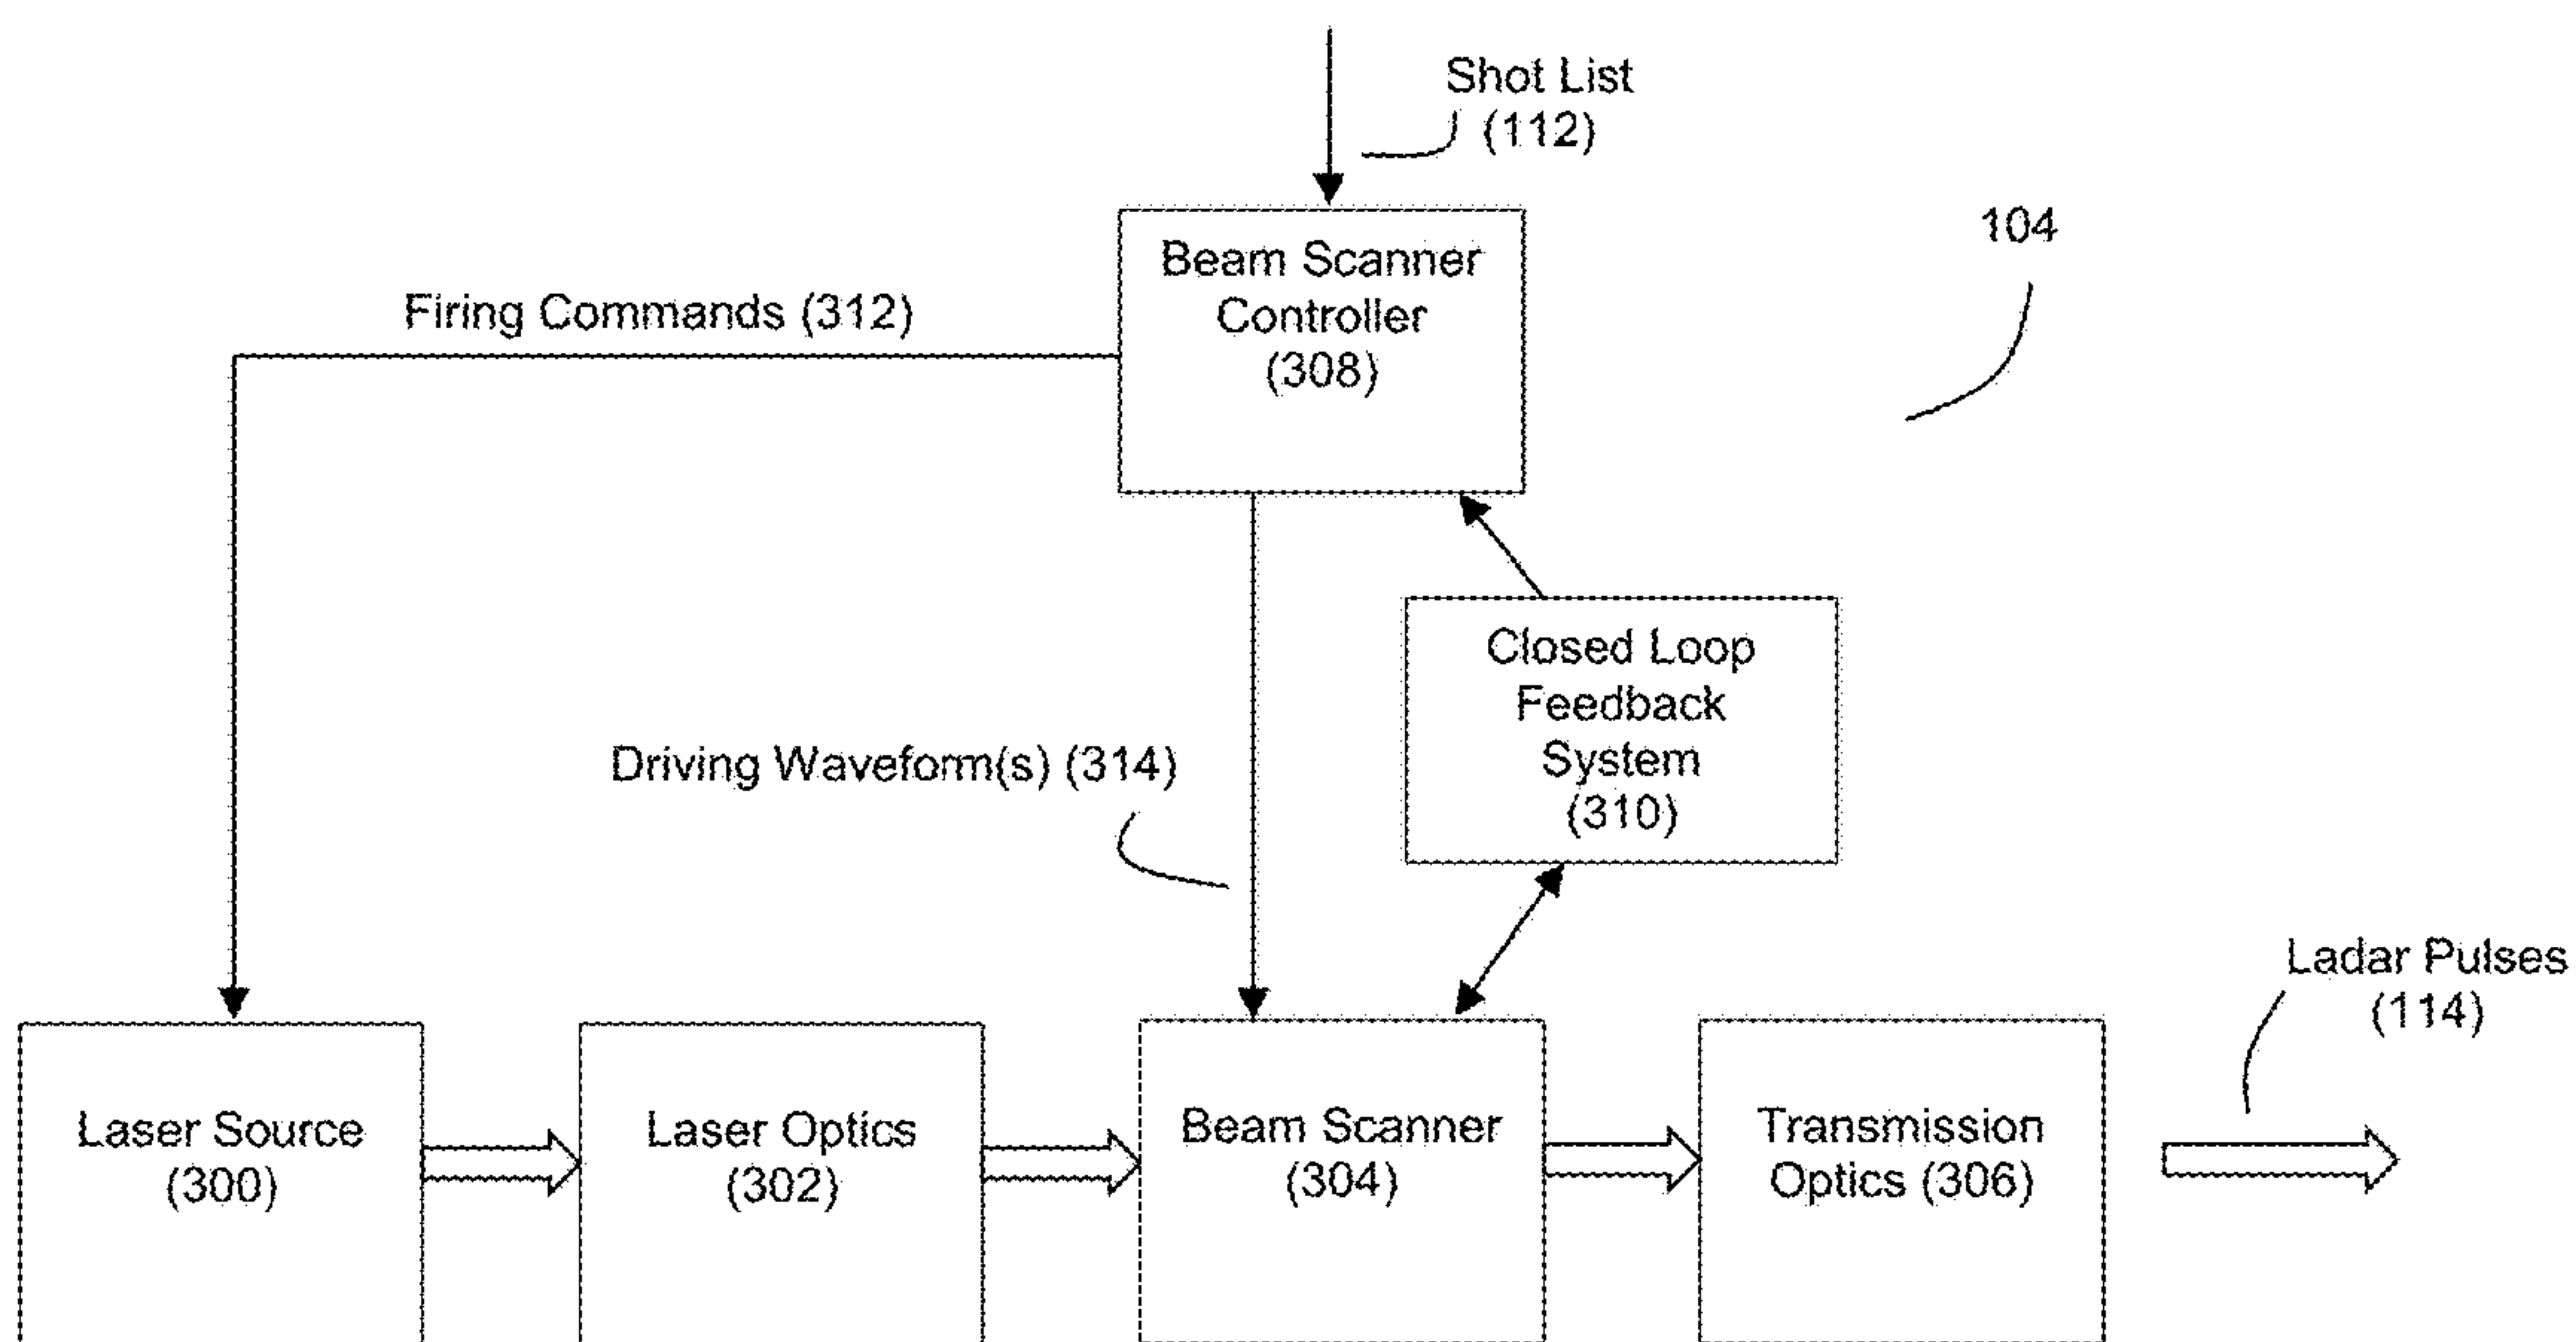 Shot List
(112)
104
Beam Scanner
Controller
(308)
Firing Commands (312)
Closed Loop
Feedback
System
(310)
Driving Waveform(s) (314)
Ladar Pulses
(114)
Laser Source
(300)
Laser Optics
(302)
Beam Scanner
(304)
Transmission
Optics (306)